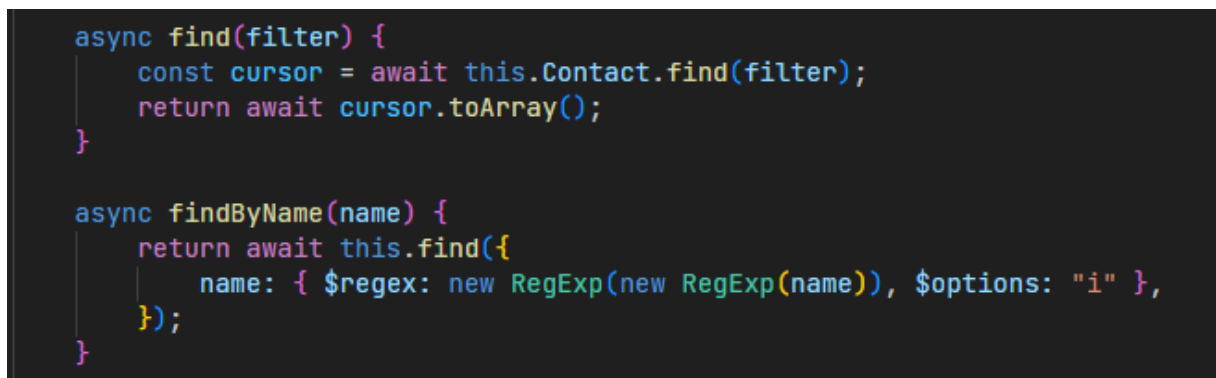 async find(filter) {
const cursor = await this.Contact.find(filter);
return await cursor.toArray();
}
async findByName(name) {
return await this.find({
name: { $regex: new RegExp(new RegExp(name)), $options: "i" },
});
}